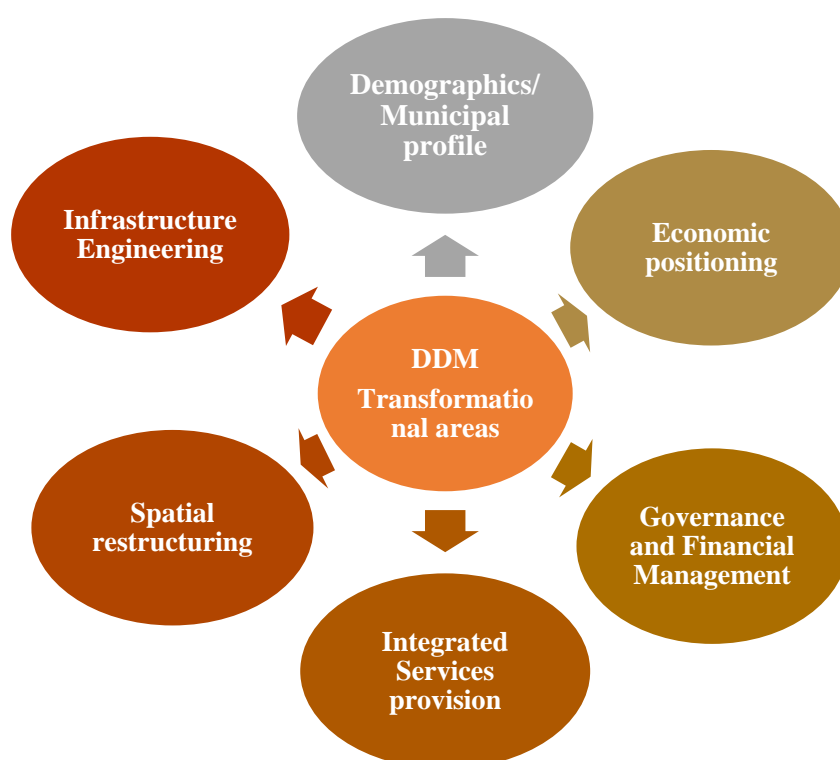 Demographics/
Municipal
profile
Infrastructure
Engineering
Economic
positioning
DDM
Transformatio
nal areas
Spatial
restructuring
Governance
and Financial
Management
Integrated
Services
provision